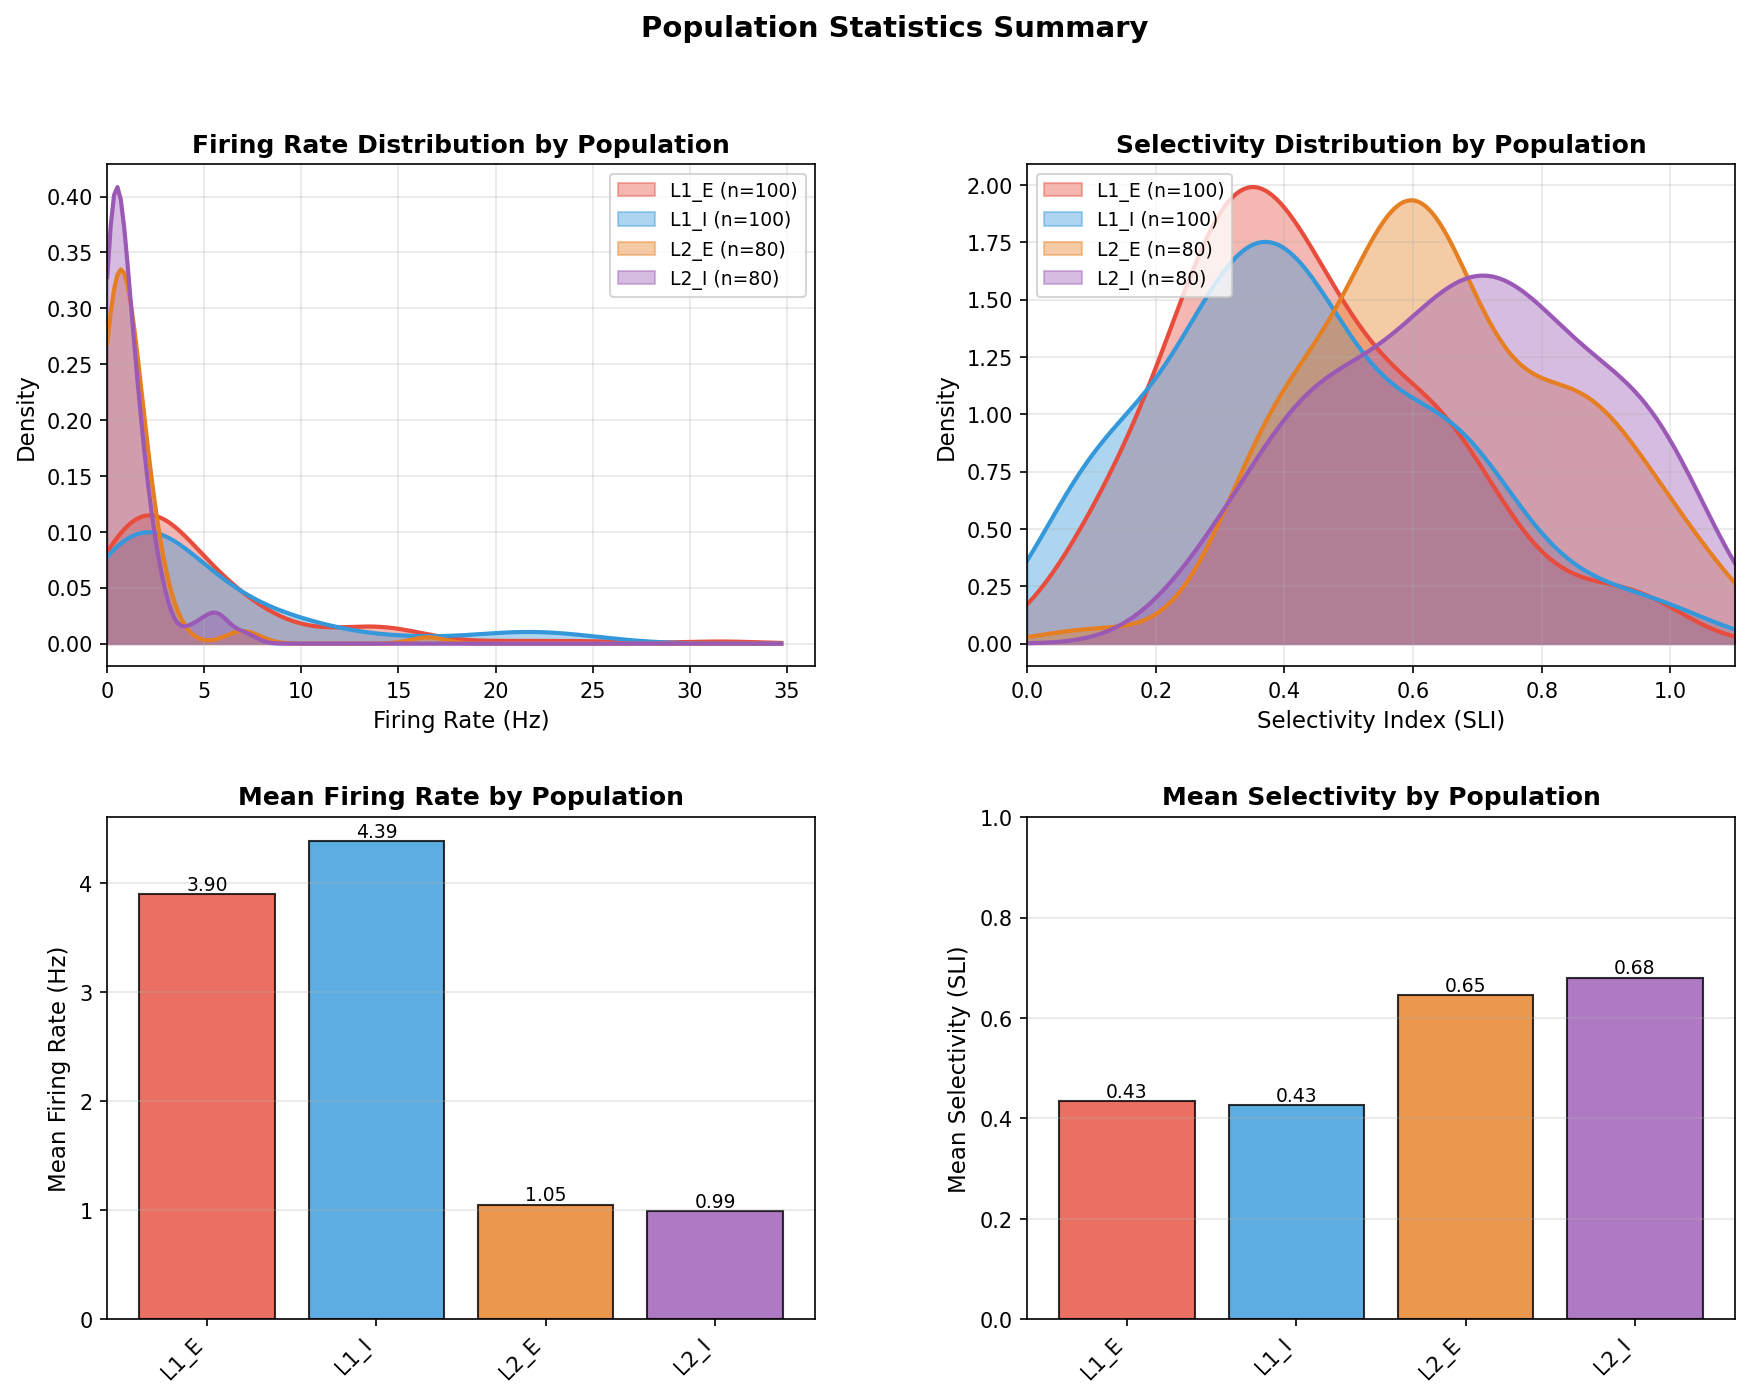 Population Statistics Summary
Firing Rate Distribution by Population
0.40
0.35
0.30
0.25
0.20
0.15
0.10
0.05
0.00
Density
L1_E (n=100)
L1_I (n=100)
L2_E (n=80)
L2_I (n=80)
0 5 10 15 20 25 30 35
Firing Rate (Hz)
Selectivity Distribution by Population
2.00
1.75
1.50
1.25
1.00
0.75
0.50
0.25
0.00
Density
L1_E (n=100)
L1_I (n=100)
L2_E (n=80)
L2_I (n=80)
0.0 0.2 0.4 0.6 0.8 1.0
Selectivity Index (SLI)
Mean Firing Rate by Population
4
3
2
1
0
Mean Firing Rate (Hz)
3.90
4.39
1.05
0.99
L1_E
L1_I
L2_E
L2_I
Mean Selectivity by Population
1.0
0.8
0.6
0.4
0.2
0.0
Mean Selectivity (SLI)
0.43
0.43
0.65
0.68
L1_E
L1_I
L2_E
L2_I